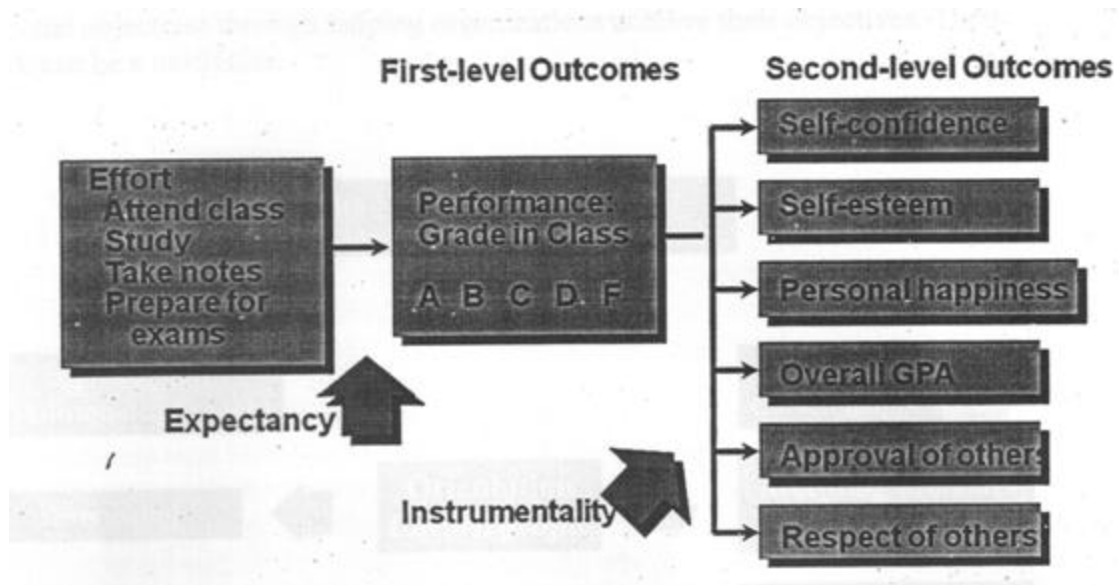 First-level Outcomes
Second-level Outcomes
Effort
Attend class
Study
Take notes
Prepare for
exams
Performance:
Grade in Class
A B C D F
Self-confidence
Self-esteem
Personal happiness
Overall GPA
Approval of others
Respect of others
Expectancy
Instrumentality